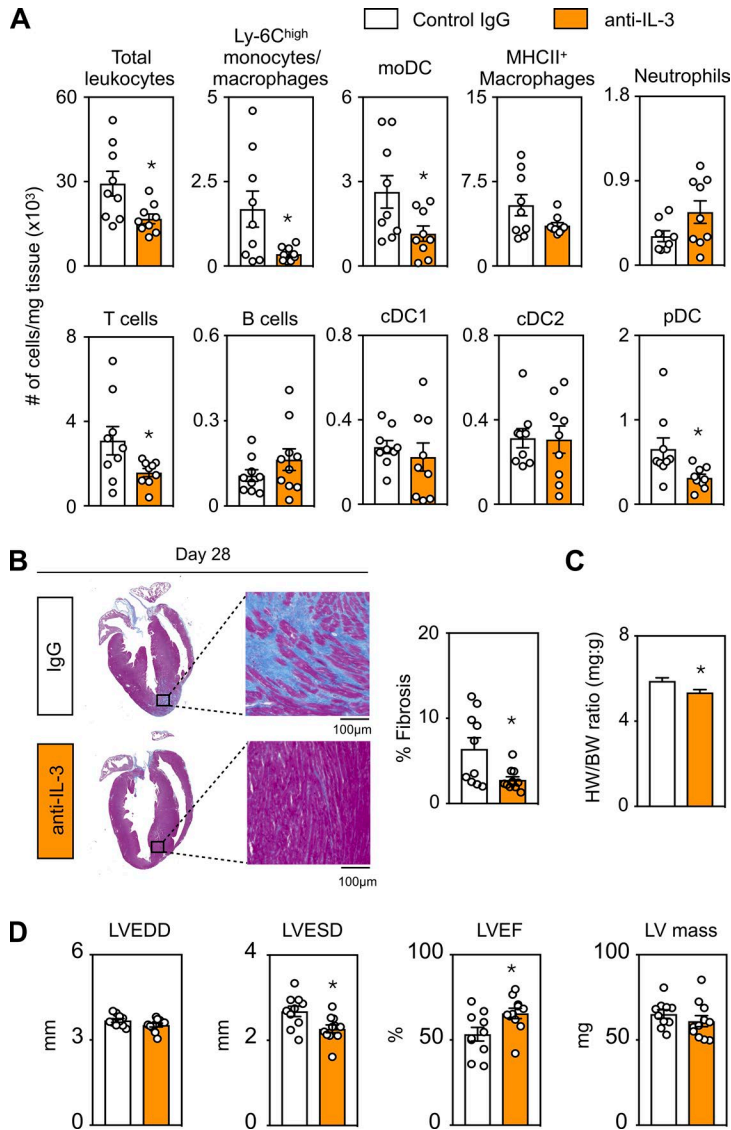 A
Control IgG
anti-IL-3
Total
leukocytes
Ly-6Chigh
monocytes/
macrophages
moDC
MHCII+
Macrophages
Neutrophils
# of cells/mg tissue (x10³)
60
30
0
*
5
2.5
0
*
6
3
0
*
15
7.5
0
1.8
0.9
0
T cells
B cells
cDC1
cDC2
pDC
8
4
0
*
0.6
0.3
0
0.8
0.4
0
0.8
0.4
0
2
1
0
*
B
Day 28
IgG
100µm
anti-IL-3
100µm
% Fibrosis
20
10
0
*
C
HW/BW ratio (mg:g)
8
6
0
*
D
LVEDD
LVESD
LVEF
LV mass
mm
6
3
0
mm
4
2
0
*
%
100
50
0
*
mg
100
50
0